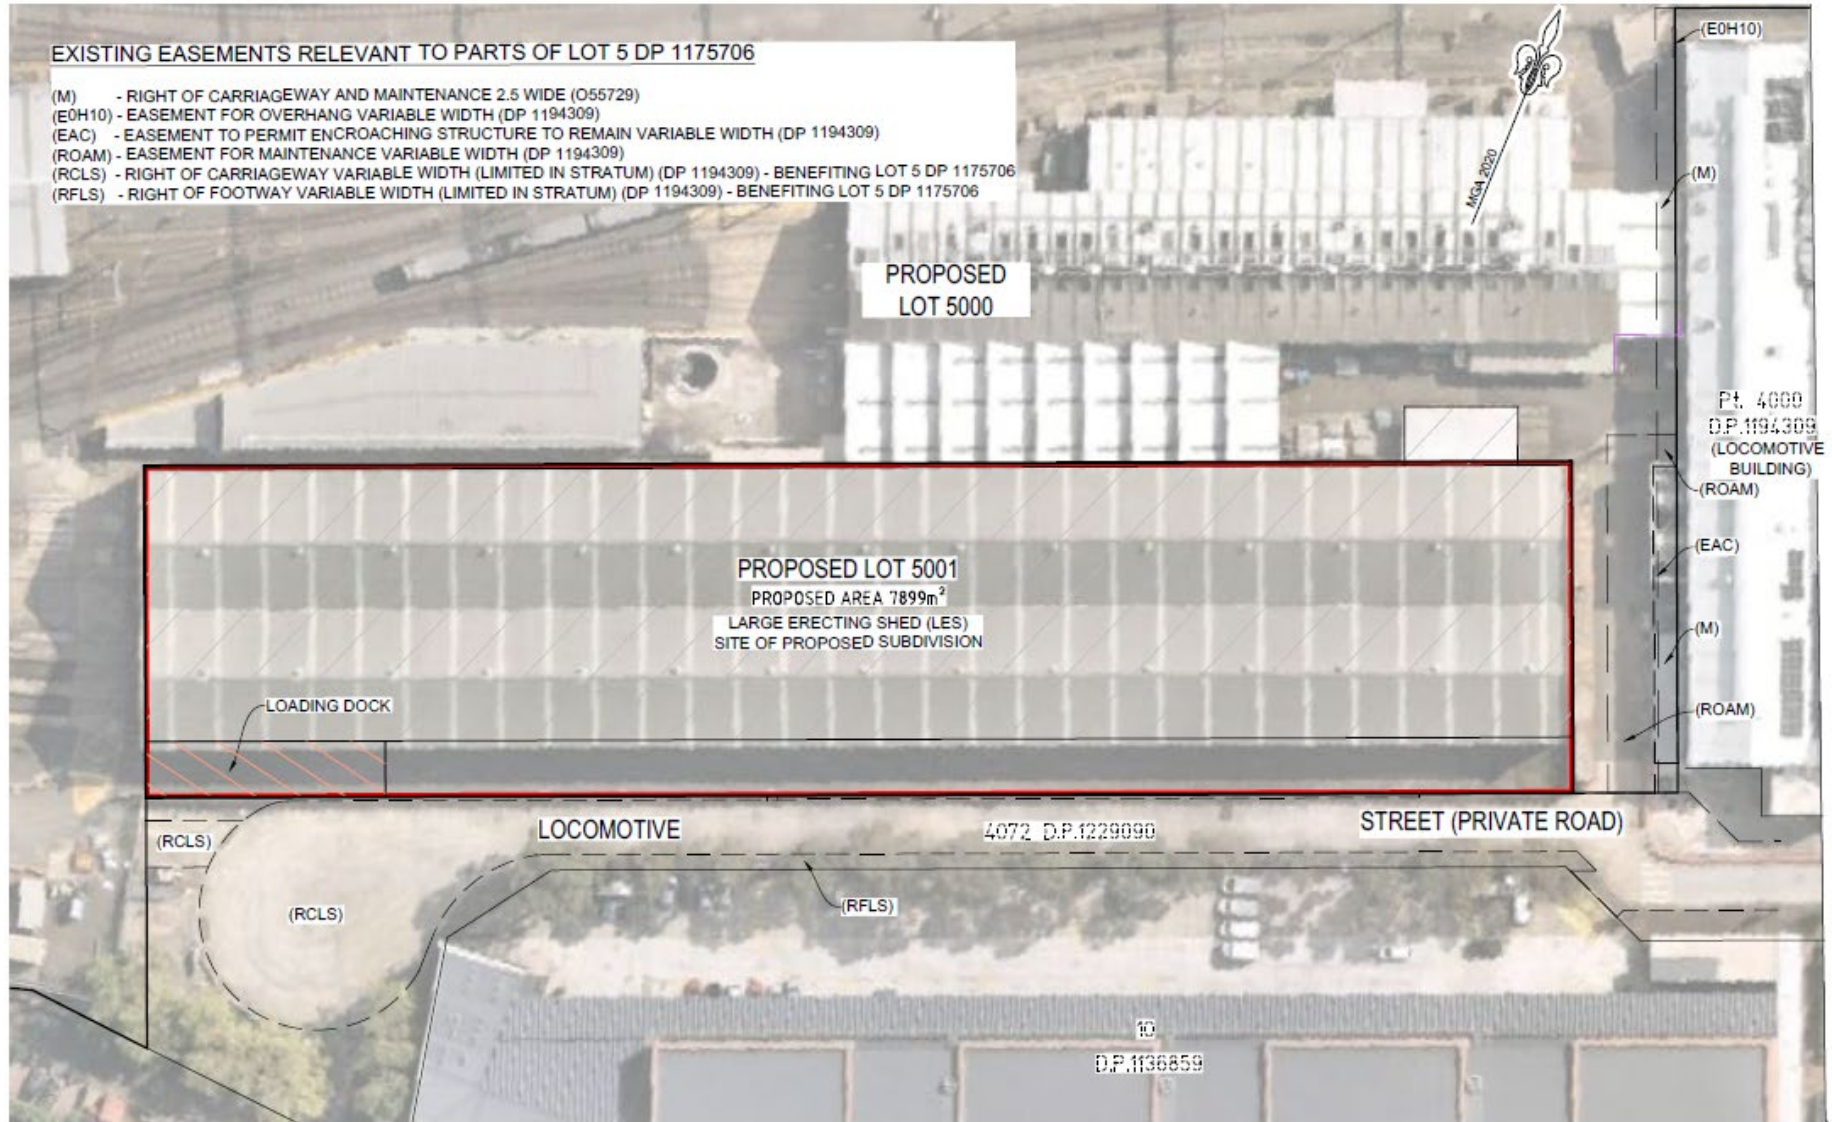 EXISTING EASEMENTS RELEVANT TO PARTS OF LOT 5 DP 1175706
(M) - RIGHT OF CARRIAGEWAY AND MAINTENANCE 2.5 WIDE (O55729)
(E0H10) - EASEMENT FOR OVERHANG VARIABLE WIDTH (DP 1194309)
(EAC) - EASEMENT TO PERMIT ENCROACHING STRUCTURE TO REMAIN VARIABLE WIDTH (DP 1194309)
(ROAM) - EASEMENT FOR MAINTENANCE VARIABLE WIDTH (DP 1194309)
(RCLS) - RIGHT OF CARRIAGEWAY VARIABLE WIDTH (LIMITED IN STRATUM) (DP 1194309) - BENEFITING LOT 5 DP 1175706
(RFLS) - RIGHT OF FOOTWAY VARIABLE WIDTH (LIMITED IN STRATUM) (DP 1194309) - BENEFITING LOT 5 DP 1175706
(E0H10)
MGA 2020
(M)
PROPOSED
LOT 5000
Pt. 4000
D.P.1194309
(LOCOMOTIVE
BUILDING)
(ROAM)
(EAC)
PROPOSED LOT 5001
PROPOSED AREA 7899m²
LARGE ERECTING SHED (LES)
SITE OF PROPOSED SUBDIVISION
(M)
LOADING DOCK
(ROAM)
(RCLS)
LOCOMOTIVE
4072 D.P.1229090
STREET (PRIVATE ROAD)
(RCLS)
(RFLS)
10
D.P.1136859